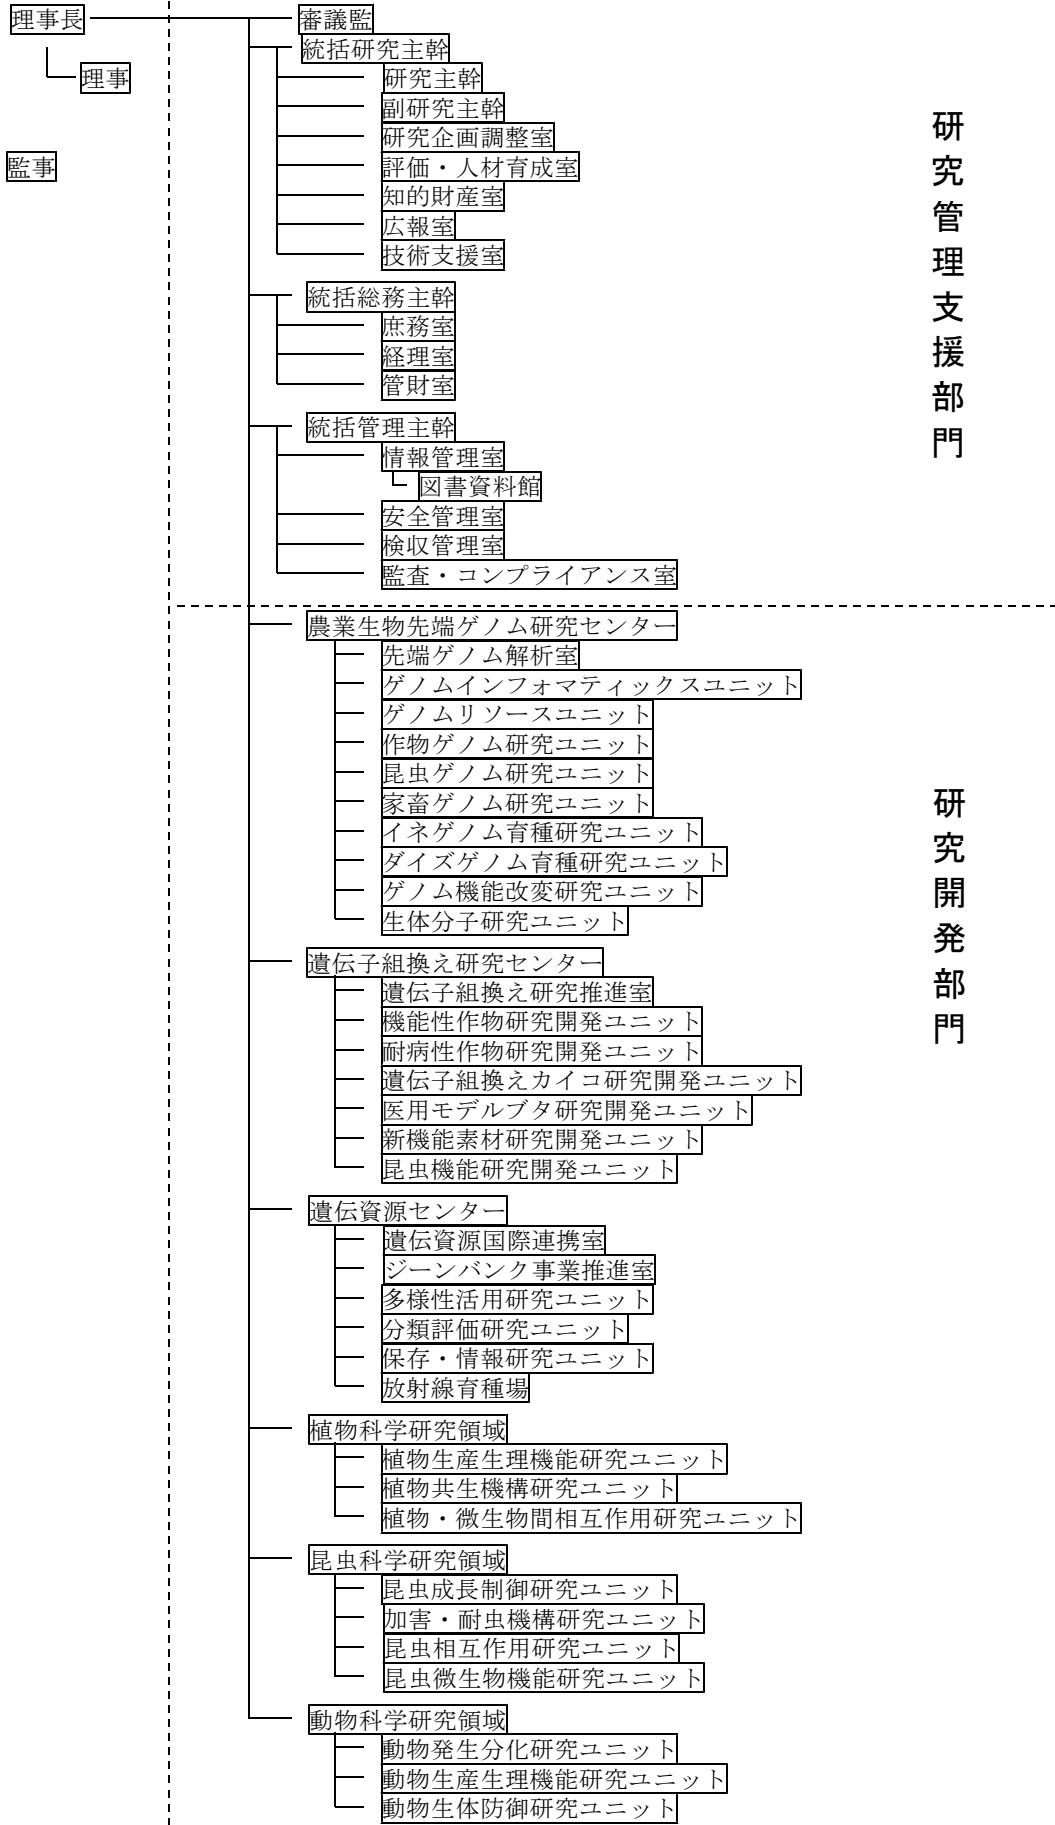 理事長
審議監
統括研究主幹
理事
研究主幹
副研究主幹
研究企画調整室
監事
評価・人材育成室
知的財産室
広報室
技術支援室
研究管理支援部門
統括総務主幹
庶務室
経理室
管財室
統括管理主幹
情報管理室
図書資料館
安全管理室
検収管理室
監査・コンプライアンス室
農業生物先端ゲノム研究センター
先端ゲノム解析室
ゲノムインフォマティックスユニット
ゲノムリソースユニット
作物ゲノム研究ユニット
昆虫ゲノム研究ユニット
家畜ゲノム研究ユニット
イネゲノム育種研究ユニット
ダイズゲノム育種研究ユニット
ゲノム機能改変研究ユニット
生体分子研究ユニット
研究開発部門
遺伝子組換え研究センター
遺伝子組換え研究推進室
機能性作物研究開発ユニット
耐病性作物研究開発ユニット
遺伝子組換えカイコ研究開発ユニット
医用モデルブタ研究開発ユニット
新機能素材研究開発ユニット
昆虫機能研究開発ユニット
遺伝資源センター
遺伝資源国際連携室
ジーンバンク事業推進室
多様性活用研究ユニット
分類評価研究ユニット
保存・情報研究ユニット
放射線育種場
植物科学研究領域
植物生産生理機能研究ユニット
植物共生機構研究ユニット
植物・微生物間相互作用研究ユニット
昆虫科学研究領域
昆虫成長制御研究ユニット
加害・耐虫機構研究ユニット
昆虫相互作用研究ユニット
昆虫微生物機能研究ユニット
動物科学研究領域
動物発生分化研究ユニット
動物生産生理機能研究ユニット
動物生体防御研究ユニット